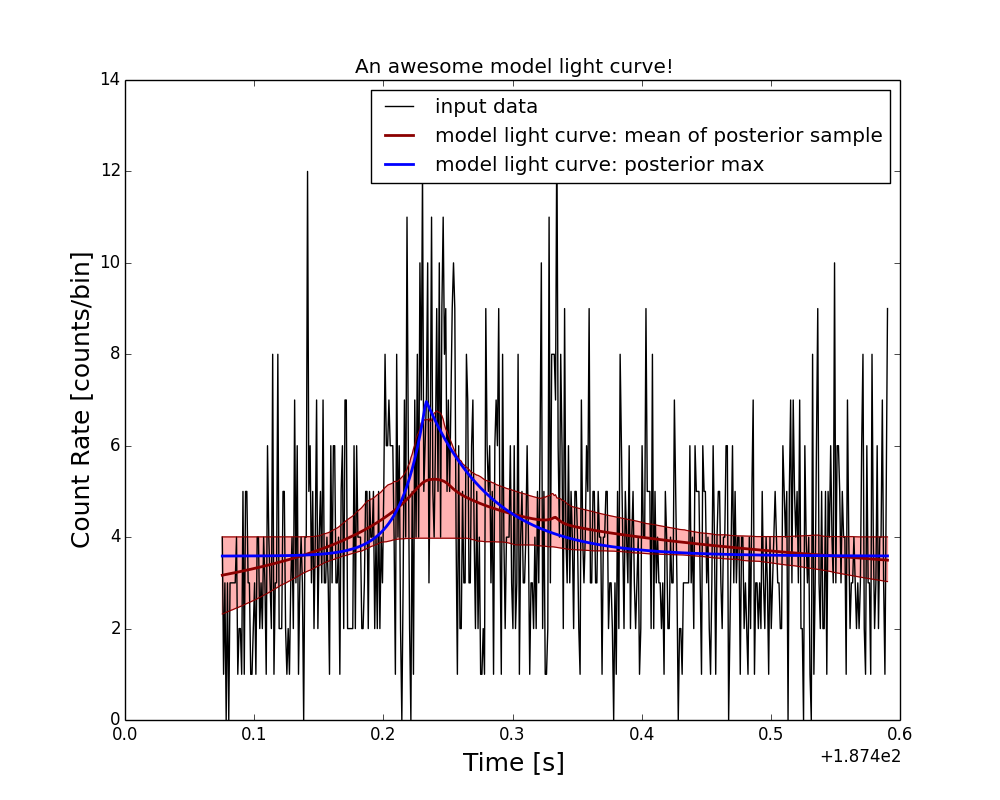 An awesome model light curve!
input data
model light curve: mean of posterior sample
model light curve: posterior max
Count Rate [counts/bin]
14
12
10
8
6
4
2
0
0.0 0.1 0.2 0.3 0.4 0.5 0.6
Time [s]
+1.874e2